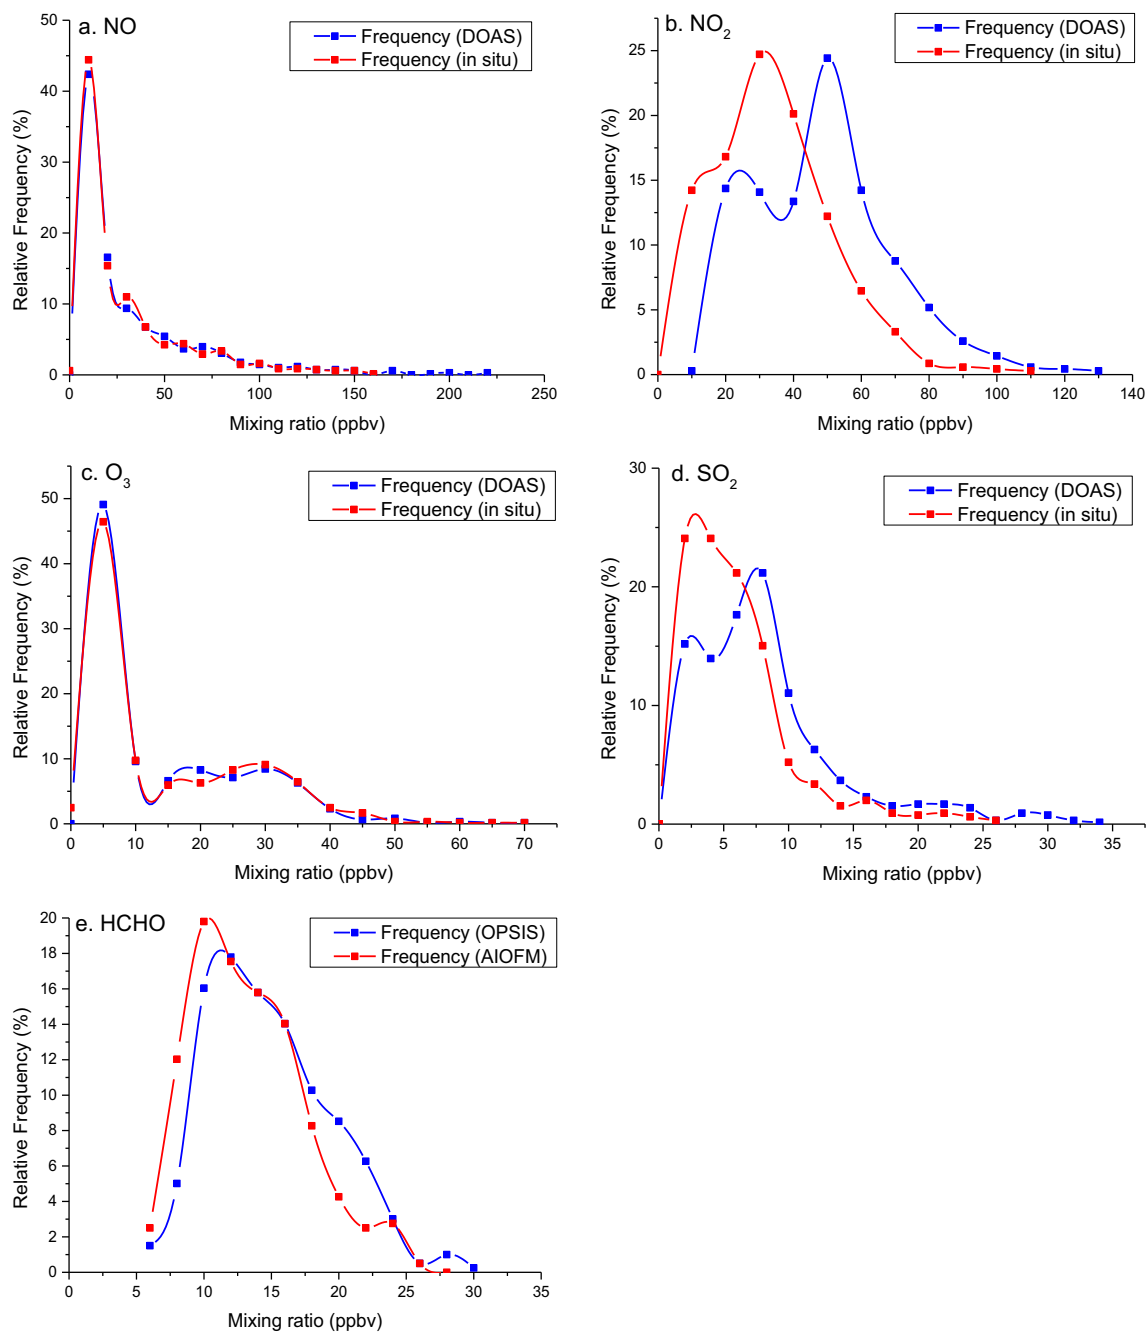 a. NO
Frequency (DOAS)
Frequency (in situ)
Relative Frequency (%)
50
40
30
20
10
0
0 50 100 150 200 250
Mixing ratio (ppbv)
b. NO2
Frequency (DOAS)
Frequency (in situ)
Relative Frequency (%)
25
20
15
10
5
0
0 20 40 60 80 100 120 140
Mixing ratio (ppbv)
c. O3
Frequency (DOAS)
Frequency (in situ)
Relative Frequency (%)
50
40
30
20
10
0
0 10 20 30 40 50 60 70
Mixing ratio (ppbv)
d. SO2
Frequency (DOAS)
Frequency (in situ)
Relative Frequency (%)
30
20
10
0
0 5 10 15 20 25 30 35
Mixing ratio (ppbv)
e. HCHO
Frequency (OPSIS)
Frequency (AIOFM)
Relative Frequency (%)
20
18
16
14
12
10
8
6
4
2
0
0 5 10 15 20 25 30 35
Mixing ratio (ppbv)